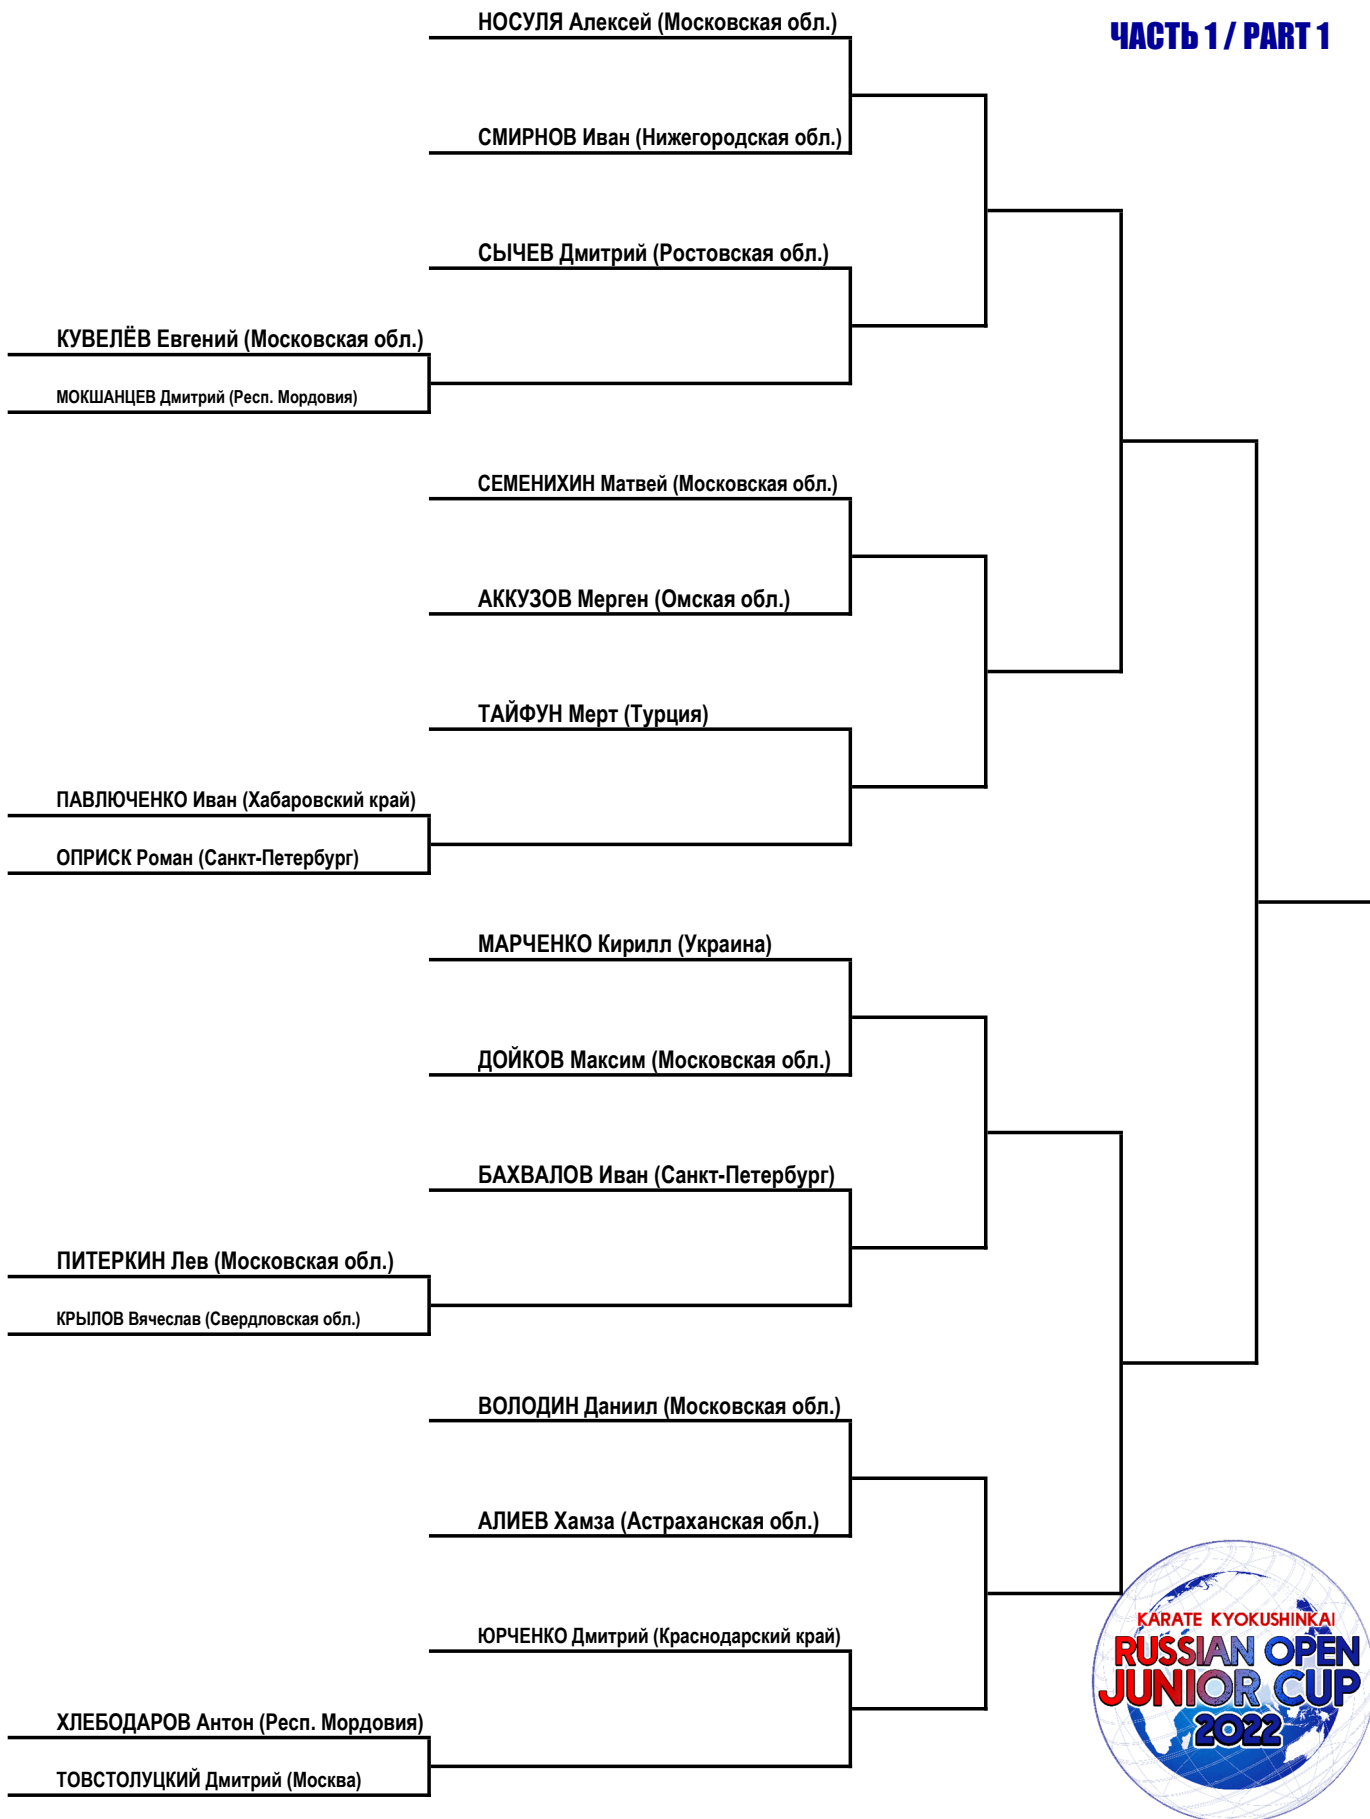 НОСУЛЯ Алексей (Московская обл.)
ЧАСТЬ 1 / PART 1
СМИРНОВ Иван (Нижегородская обл.)
СЫЧЕВ Дмитрий (Ростовская обл.)
КУВЕЛЁВ Евгений (Московская обл.)
МОКШАНЦЕВ Дмитрий (Респ. Мордовия)
СЕМЕНИХИН Матвей (Московская обл.)
АККУЗОВ Мерген (Омская обл.)
ТАЙФУН Мерт (Турция)
ПАВЛЮЧЕНКО Иван (Хабаровский край)
ОПРИСК Роман (Санкт-Петербург)
МАРЧЕНКО Кирилл (Украина)
ДОЙКОВ Максим (Московская обл.)
БАХВАЛОВ Иван (Санкт-Петербург)
ПИТЕРКИН Лев (Московская обл.)
КРЫЛОВ Вячеслав (Свердловская обл.)
ВОЛОДИН Даниил (Московская обл.)
АЛИЕВ Хамза (Астраханская обл.)
ЮРЧЕНКО Дмитрий (Краснодарский край)
ХЛЕБОДАРОВ Антон (Респ. Мордовия)
ТОВСТОЛУЦКИЙ Дмитрий (Москва)
KARATE KYOKUSHINKAI
RUSSIAN OPEN
JUNIOR CUP
2022